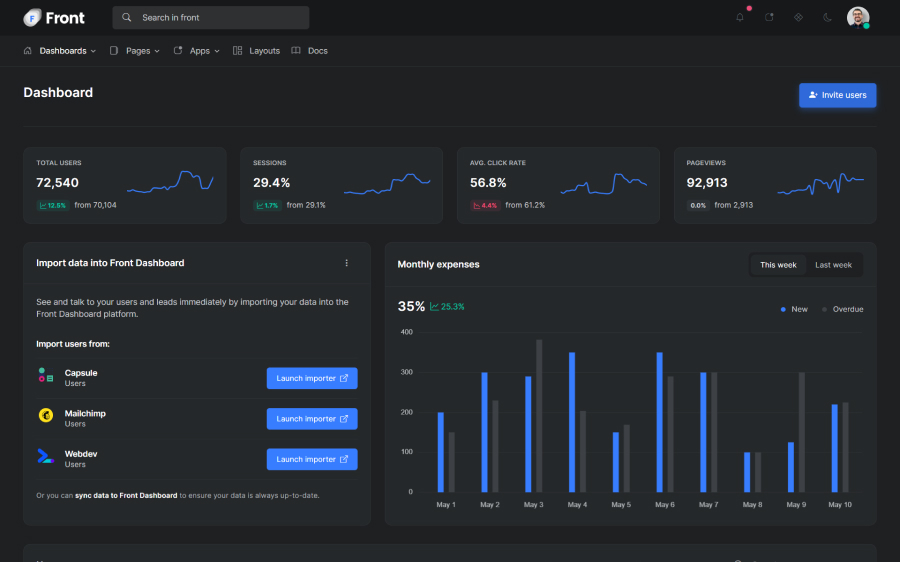 Front
Search in front
Dashboards
Pages
Apps
Layouts
Docs
Dashboard
Invite users
TOTAL USERS
72,540
12.5% from 70,104
SESSIONS
29.4%
1.7% from 29.1%
AVG. CLICK RATE
56.8%
4.4% from 61.2%
PAGEVIEWS
92,913
0.0% from 2,913
Import data into Front Dashboard
See and talk to your users and leads immediately by importing your data into the
Front Dashboard platform.
Import users from:
Capsule
Users
Launch importer
Mailchimp
Users
Launch importer
Webdev
Users
Launch importer
Or you can sync data to Front Dashboard to ensure your data is always up-to-date.
Monthly expenses
This week
Last week
35% 25.3%
New
Overdue
400
300
200
100
0
May 1 May 2 May 3 May 4 May 5 May 6 May 7 May 8 May 9 May 10